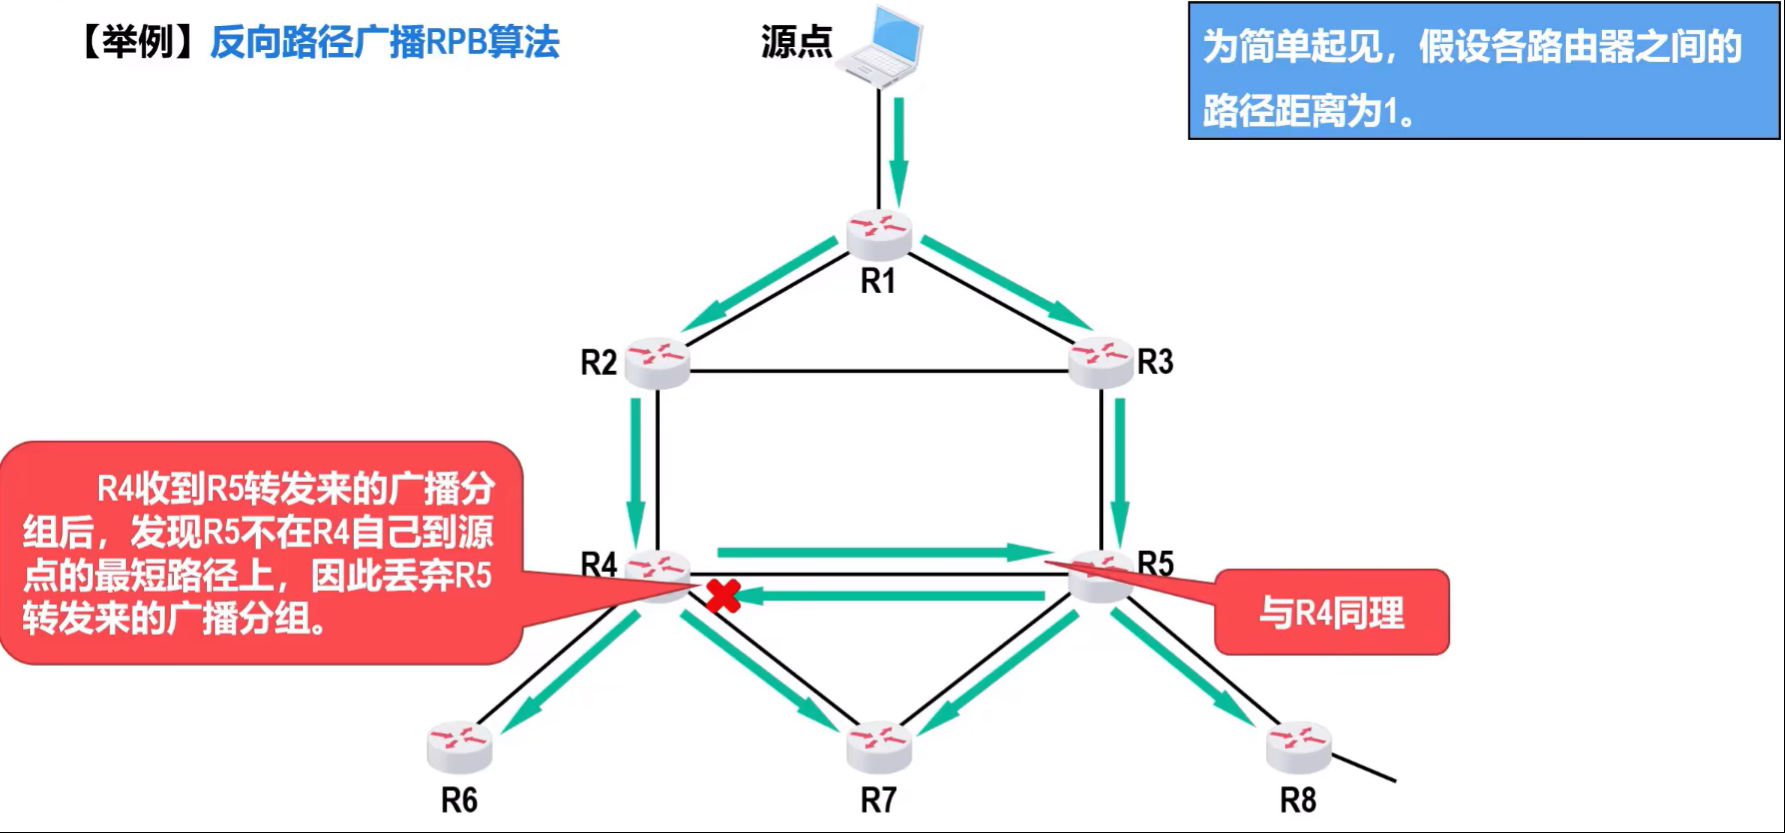 【举例】反向路径广播RPB算法
源点
为简单起见，假设各路由器之间的
路径距离为1。
R1
R2
R3
R4收到R5转发来的广播分
组后，发现R5不在R4自己到源
点的最短路径上，因此丢弃R5
转发来的广播分组。
R4
R5
与R4同理
R6
R7
R8